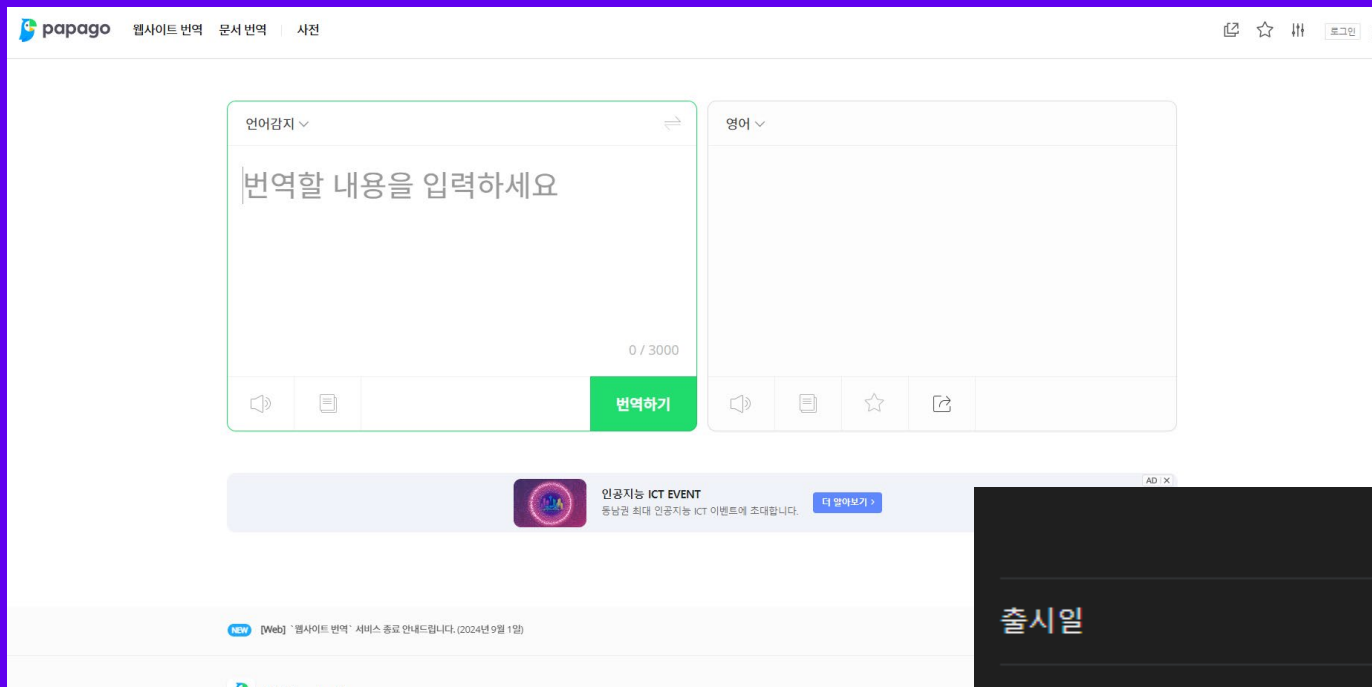 papago 웹사이트 번역 문서 번역 사전 로그인
언어감지 영어
번역할 내용을 입력하세요
0 / 3000
번역하기
인공지능 ICT EVENT
동남권 최대 인공지능 ICT 이벤트에 초대합니다.
더 알아보기 >
AD X
NEW [Web] `웹사이트 번역` 서비스 종료 안내드립니다. (2024년 9월 1일)
출시일